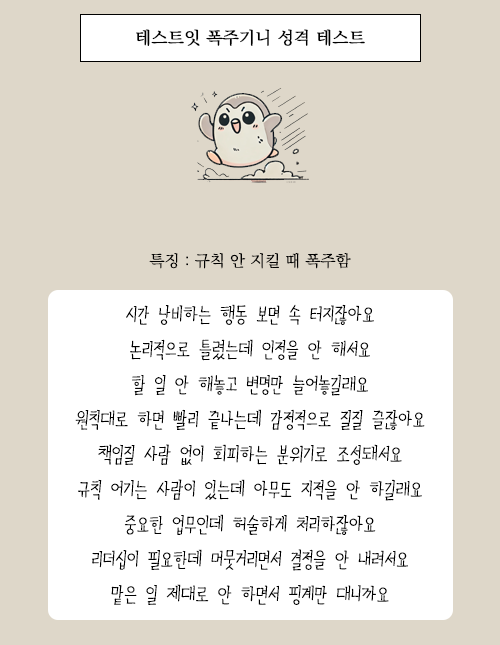 테스트잇 폭주기니 성격 테스트
특징 : 규칙 안 지킬 때 폭주함
시간 낭비하는 행동 보면 속 터지잖아요
논리적으로 틀렸는데 인정을 안 해서요
할 일 안 해놓고 변명만 늘어놓길래요
원칙대로 하면 빨리 끝나는데 감정적으로 질질 끌잖아요
책임질 사람 없이 회피하는 분위기로 조성돼서요
규칙 어기는 사람이 있는데 아무도 지적을 안 하길래요
중요한 업무인데 허술하게 처리하잖아요
리더십이 필요한데 머뭇거리면서 결정을 안 내려서요
맡은 일 제대로 안 하면서 핑계만 대니까요